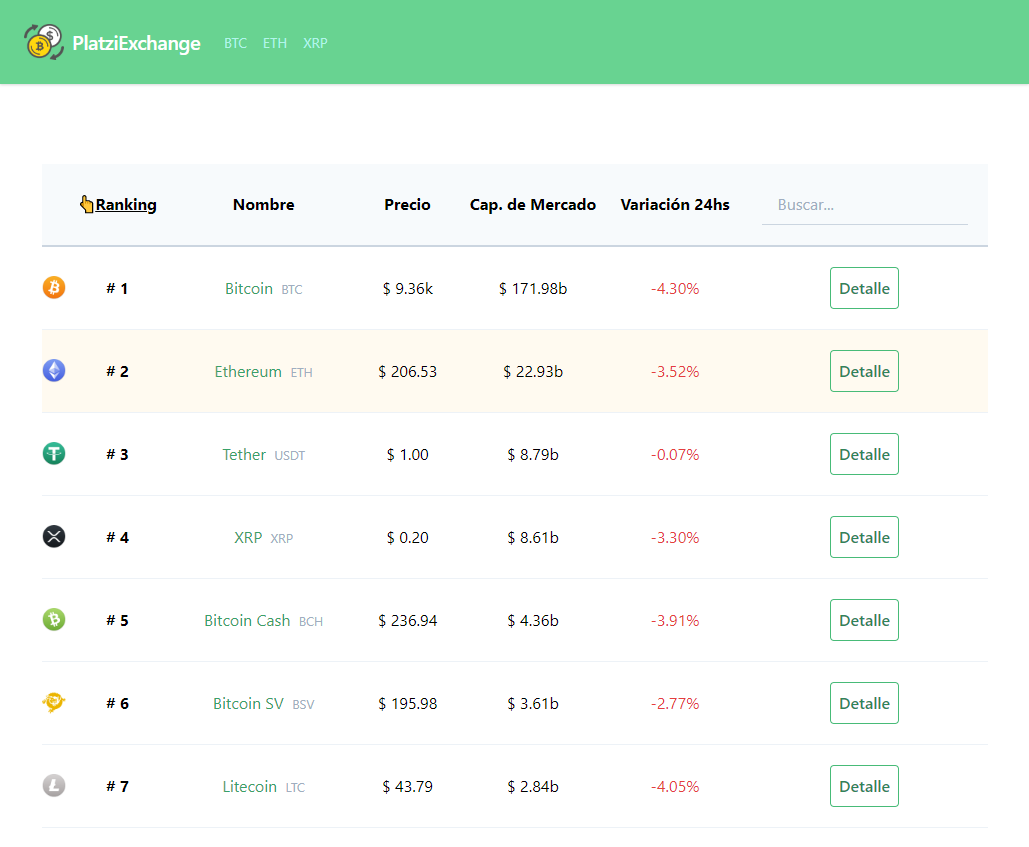 PlatziExchange BTC ETH XRP
Ranking Nombre Precio Cap. de Mercado Variación 24hs Buscar...
# 1 Bitcoin BTC $ 9.36k $ 171.98b -4.30% Detalle
# 2 Ethereum ETH $ 206.53 $ 22.93b -3.52% Detalle
# 3 Tether USDT $ 1.00 $ 8.79b -0.07% Detalle
# 4 XRP XRP $ 0.20 $ 8.61b -3.30% Detalle
# 5 Bitcoin Cash BCH $ 236.94 $ 4.36b -3.91% Detalle
# 6 Bitcoin SV BSV $ 195.98 $ 3.61b -2.77% Detalle
# 7 Litecoin LTC $ 43.79 $ 2.84b -4.05% Detalle